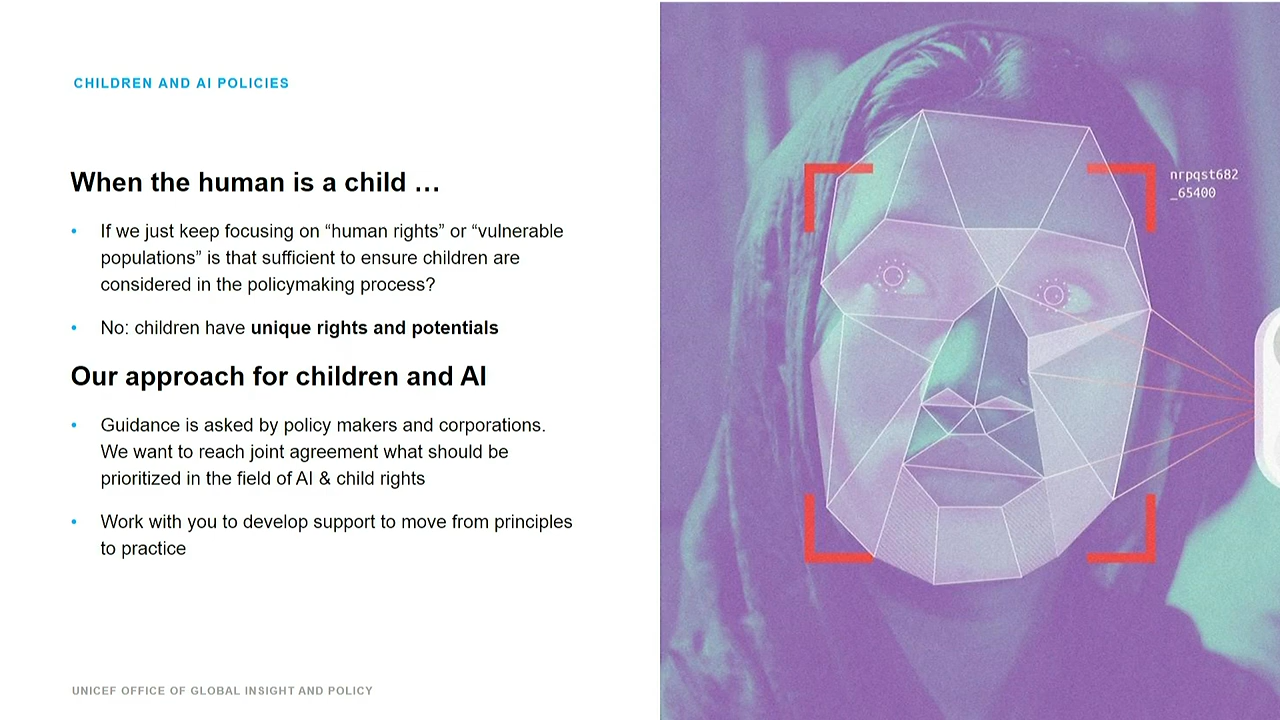 CHILDREN AND AI POLICIES
When the human is a child …
• If we just keep focusing on “human rights” or “vulnerable
populations” is that sufficient to ensure children are
considered in the policymaking process?
• No: children have unique rights and potentials
Our approach for children and AI
• Guidance is asked by policy makers and corporations.
We want to reach joint agreement what should be
prioritized in the field of AI & child rights
• Work with you to develop support to move from principles
to practice
UNICEF OFFICE OF GLOBAL INSIGHT AND POLICY
nrpqst682
_65400